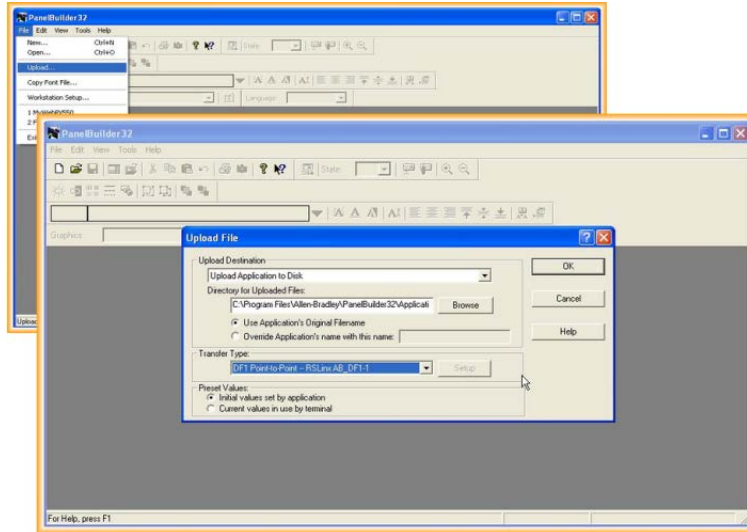 PanelBuilder32
File Edit View Tools Help
New... Ctrl+N
Open... Ctrl+O
Upload...
Copy Font File...
Workstation Setup...
State:
Language:
PanelBuilder32
File Edit View Tools Help
State:
Graphics:
Upload File
Upload Destination
Upload Application to Disk
Directory for Uploaded Files:
C:\Program Files\Allen-Bradley\PanelBuilder32\Applicati
Browse
Use Application's Original Filename
Override Application's name with this name:
Transfer Type:
DF1 Point-to-Point -- RSLinx AB_DF1-1
Setup
Preset Values:
Initial values set by application
Current values in use by terminal
OK
Cancel
Help
For Help, press F1